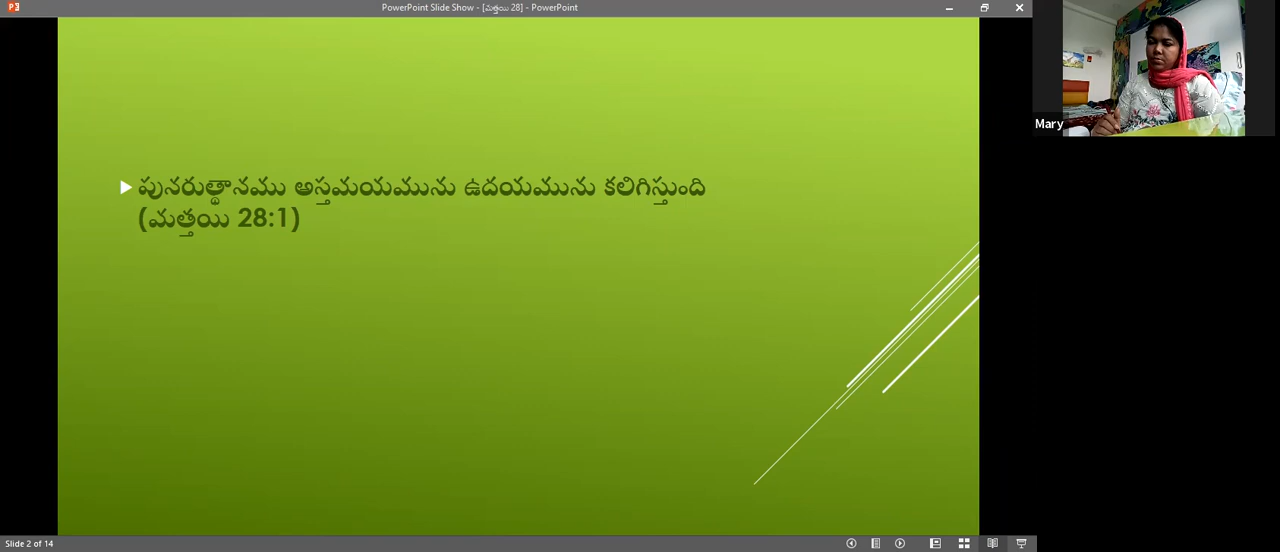 PowerPoint Slide Show - [మత్తయి 28] - PowerPoint
Mary
పునరుత్థానము అస్తమయమును ఉదయమును కలిగిస్తుంది
(మత్తయి 28:1)
Slide 2 of 14